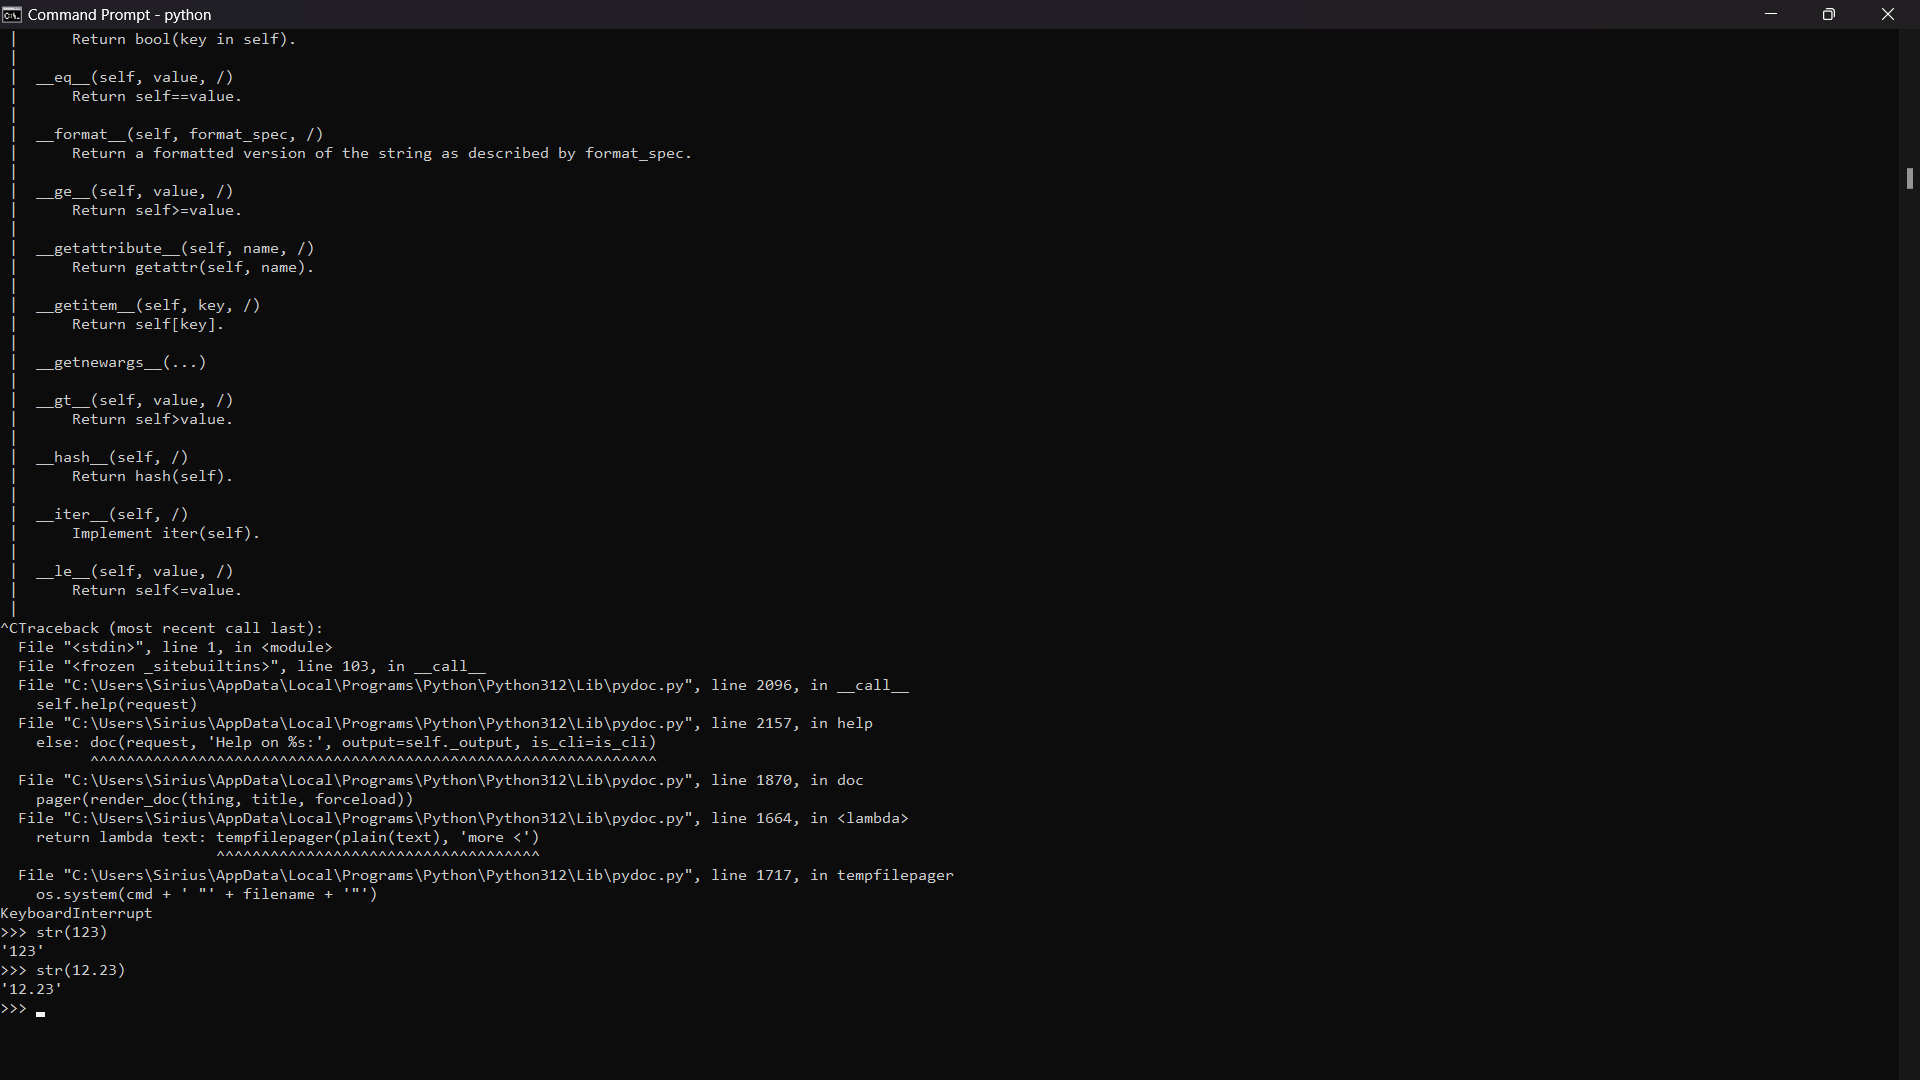 Command Prompt - python
|      Return bool(key in self).
|
|  __eq__(self, value, /)
|      Return self==value.
|
|  __format__(self, format_spec, /)
|      Return a formatted version of the string as described by format_spec.
|
|  __ge__(self, value, /)
|      Return self>=value.
|
|  __getattribute__(self, name, /)
|      Return getattr(self, name).
|
|  __getitem__(self, key, /)
|      Return self[key].
|
|  __getnewargs__(...)
|
|  __gt__(self, value, /)
|      Return self>value.
|
|  __hash__(self, /)
|      Return hash(self).
|
|  __iter__(self, /)
|      Implement iter(self).
|
|  __le__(self, value, /)
|      Return self<=value.
|
^CTraceback (most recent call last):
  File "<stdin>", line 1, in <module>
  File "<frozen _sitebuiltins>", line 103, in __call__
  File "C:\Users\Sirius\AppData\Local\Programs\Python\Python312\Lib\pydoc.py", line 2096, in __call__
    self.help(request)
  File "C:\Users\Sirius\AppData\Local\Programs\Python\Python312\Lib\pydoc.py", line 2157, in help
    else: doc(request, 'Help on %s:', output=self._output, is_cli=is_cli)
          ^^^^^^^^^^^^^^^^^^^^^^^^^^^^^^^^^^^^^^^^^^^^^^^^^^^^^^^^^^^^^^^
  File "C:\Users\Sirius\AppData\Local\Programs\Python\Python312\Lib\pydoc.py", line 1870, in doc
    pager(render_doc(thing, title, forceload))
  File "C:\Users\Sirius\AppData\Local\Programs\Python\Python312\Lib\pydoc.py", line 1664, in <lambda>
    return lambda text: tempfilepager(plain(text), 'more <')
                        ^^^^^^^^^^^^^^^^^^^^^^^^^^^^^^^^^^^^
  File "C:\Users\Sirius\AppData\Local\Programs\Python\Python312\Lib\pydoc.py", line 1717, in tempfilepager
    os.system(cmd + ' "' + filename + '"')
KeyboardInterrupt
>>> str(123)
'123'
>>> str(12.23)
'12.23'
>>>